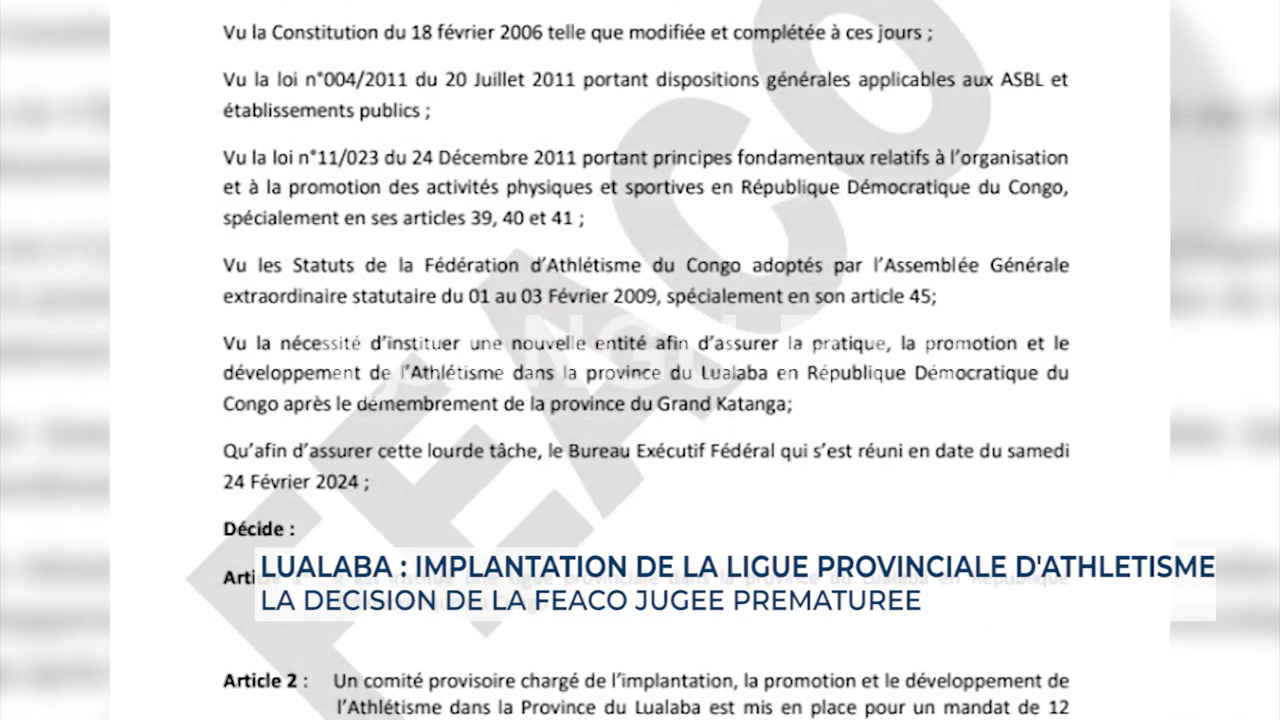 Vu la Constitution du 18 février 2006 telle que modifiée et complétée à ces jours ;
Vu la loi n°004/2011 du 20 Juillet 2011 portant dispositions générales applicables aux ASBL et
établissements publics ;
Vu la loi n°11/023 du 24 Décembre 2011 portant principes fondamentaux relatifs à l'organisation
et à la promotion des activités physiques et sportives en République Démocratique du Congo,
spécialement en ses articles 39, 40 et 41 ;
Vu les Statuts de la Fédération d'Athlétisme du Congo adoptés par l'Assemblée Générale
extraordinaire statutaire du 01 au 03 Février 2009, spécialement en son article 45;
Vu la nécessité d'instituer une nouvelle entité afin d'assurer la pratique, la promotion et le
développement de l'Athlétisme dans la province du Lualaba en République Démocratique du
Congo après le démembrement de la province du Grand Katanga;
Qu'afin d'assurer cette lourde tâche, le Bureau Exécutif Fédéral qui s'est réuni en date du samedi
24 Février 2024 ;
Décide :
LUALABA : IMPLANTATION DE LA LIGUE PROVINCIALE D'ATHLETISME
LA DECISION DE LA FEACO JUGEE PREMATUREE
Article 2 : Un comité provisoire chargé de l'implantation, la promotion et le développement de
l'Athlétisme dans la Province du Lualaba est mis en place pour un mandat de 12
FEACO